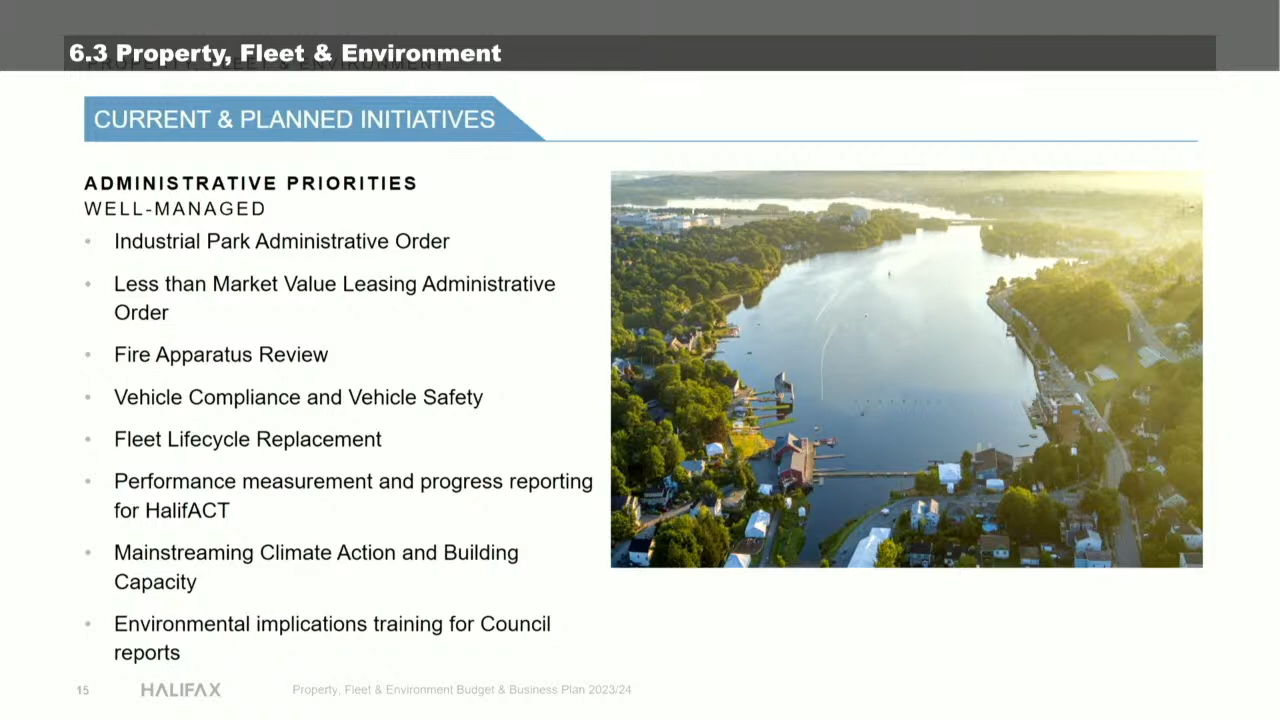 6.3 Property, Fleet & Environment
PROPERTY, FLEET & ENVIRONMENT
CURRENT & PLANNED INITIATIVES
ADMINISTRATIVE PRIORITIES
WELL-MANAGED
• Industrial Park Administrative Order
• Less than Market Value Leasing Administrative
Order
• Fire Apparatus Review
• Vehicle Compliance and Vehicle Safety
• Fleet Lifecycle Replacement
• Performance measurement and progress reporting
for HalifACT
• Mainstreaming Climate Action and Building
Capacity
• Environmental implications training for Council
reports
15 HALIFAX Property, Fleet & Environment Budget & Business Plan 2023/24